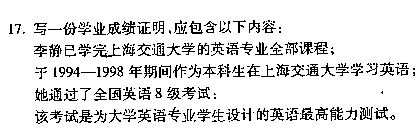 17. 写一份学业成绩证明,应包含以下内容:
李静已学完上海交通大学的英语专业全部课程;
于 1994—1998 年期间作为本科生在上海交通大学学习英语;
她通过了全国英语 8 级考试;
该考试是为大学英语专业学生设计的英语最高能力测试。